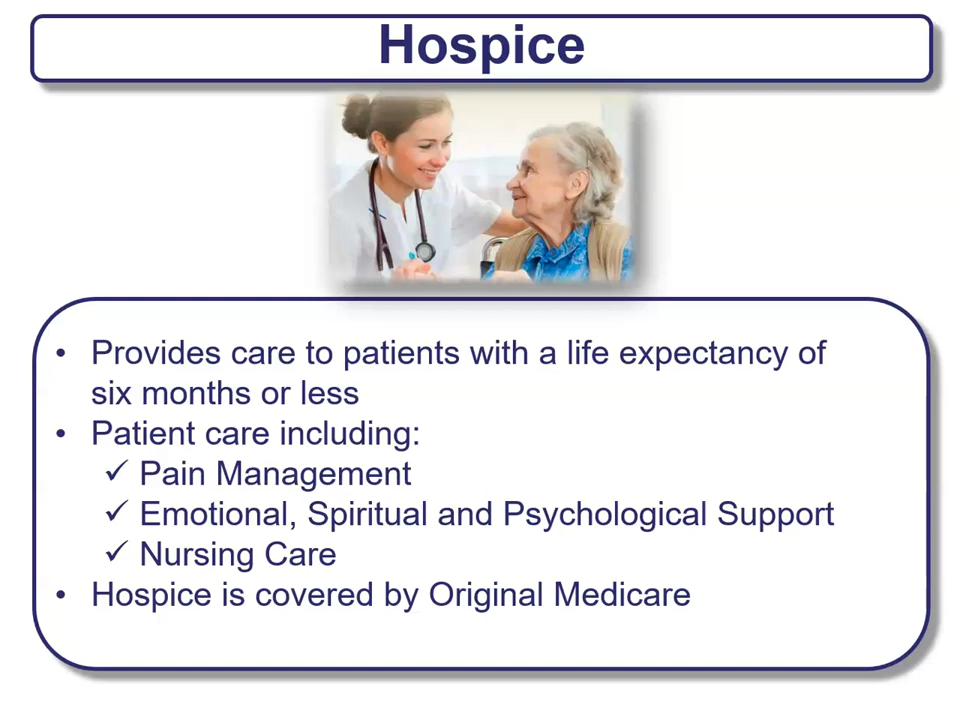 Hospice
• Provides care to patients with a life expectancy of
six months or less
• Patient care including:
✓ Pain Management
✓ Emotional, Spiritual and Psychological Support
✓ Nursing Care
• Hospice is covered by Original Medicare